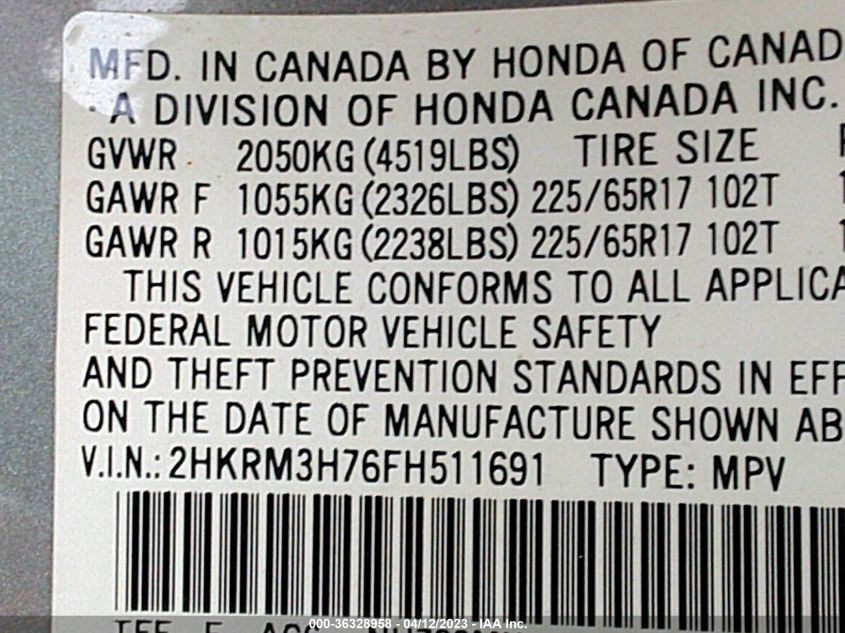 MFD. IN CANADA BY HONDA OF CANAD
A DIVISION OF HONDA CANADA INC.
GVWR 2050KG (4519LBS) TIRE SIZE
GAWR F 1055KG (2326LBS) 225/65R17 102T
GAWR R 1015KG (2238LBS) 225/65R17 102T
THIS VEHICLE CONFORMS TO ALL APPLICA
FEDERAL MOTOR VEHICLE SAFETY
AND THEFT PREVENTION STANDARDS IN EFF
ON THE DATE OF MANUFACTURE SHOWN AB
V.I.N.: 2HKRM3H76FH511691 TYPE: MPV
000-36328958 - 04/12/2023 - IAA Inc.